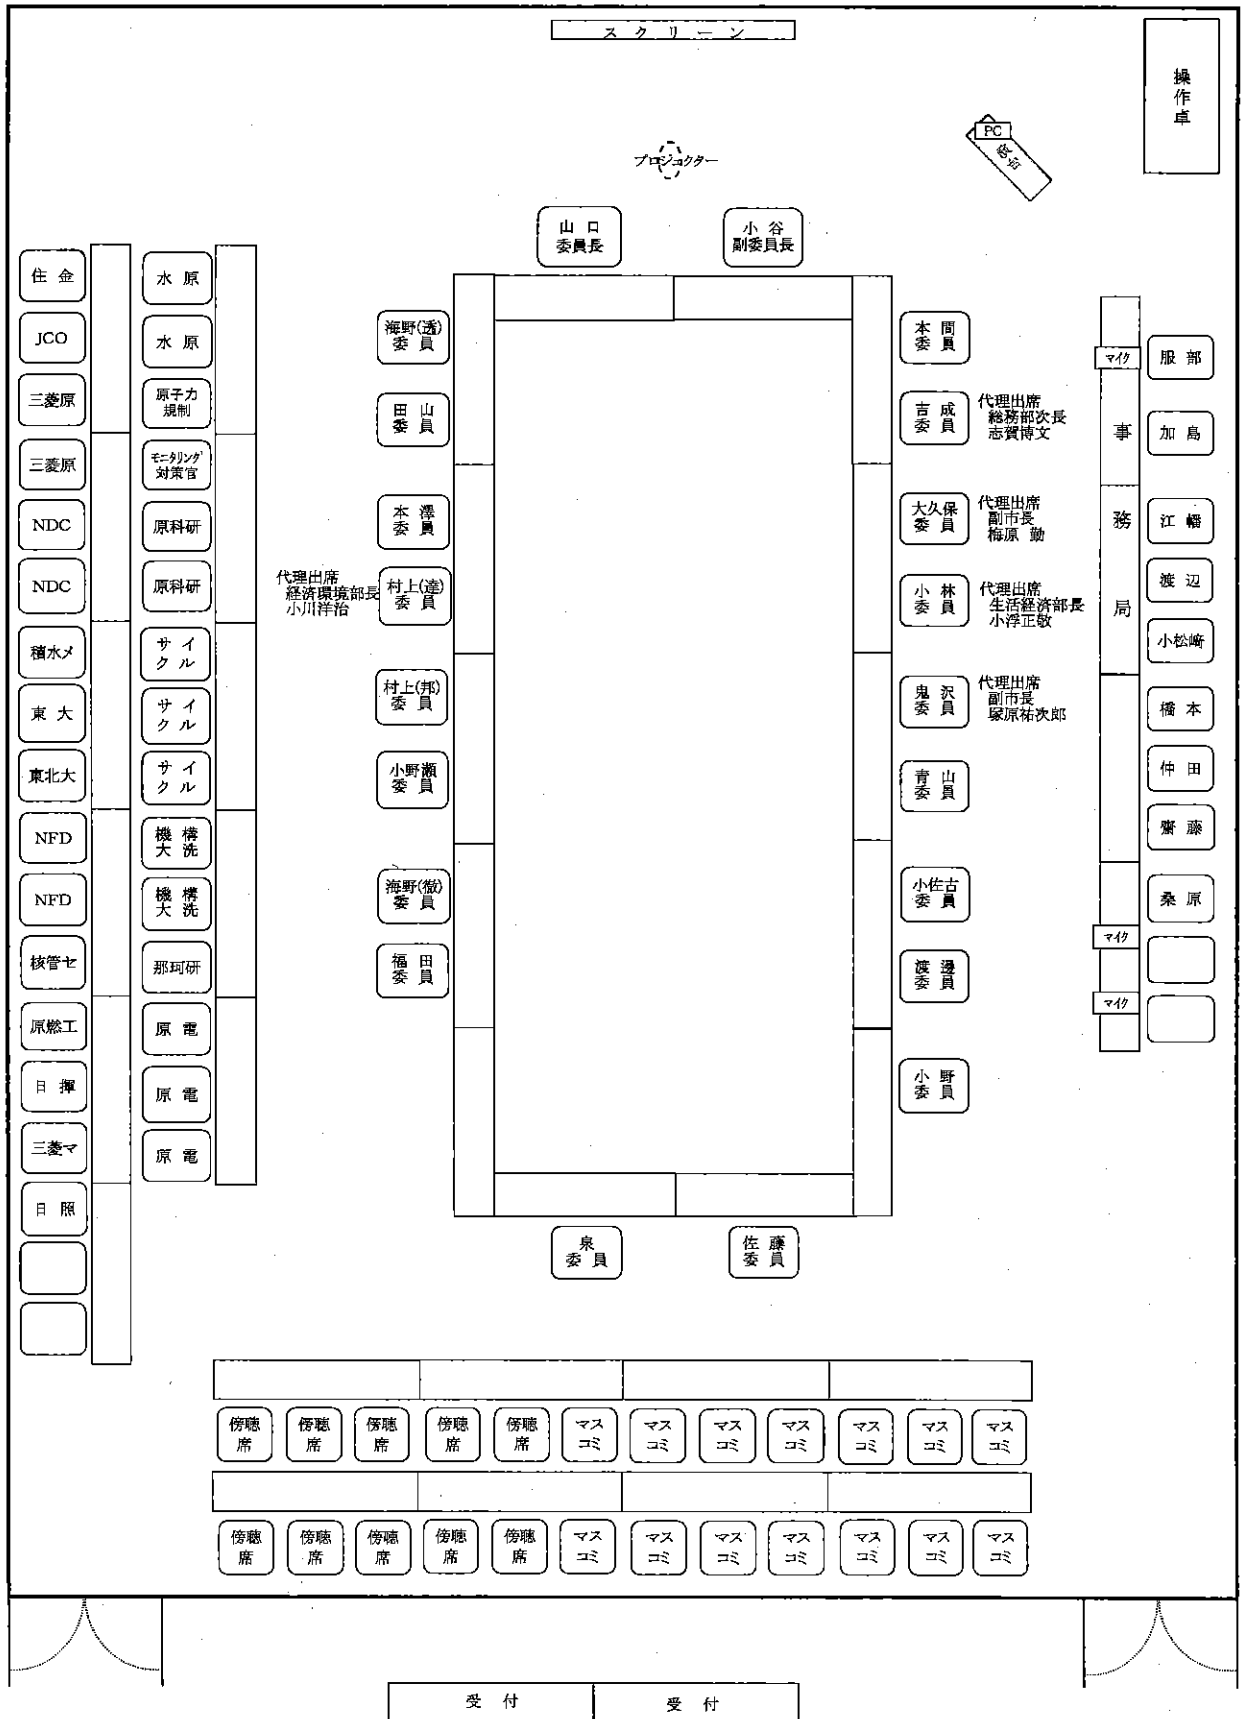 スクリーン
操作卓
PC
プロジェクター
山口
委員長
小谷
副委員長
住金
JCO
三菱原
三菱原
NDC
NDC
積水メ
東大
東北大
NFD
NFD
核管セ
原燃工
日揮
三菱マ
日照
水原
水原
原子力
規制
モニタリング
対策官
原科研
原科研
サイ
クル
サイ
クル
サイ
クル
機構
大洗
機構
大洗
那珂研
原電
原電
原電
海野(透)
委員
田山
委員
本澤
委員
代理出席
経済環境部長
小川洋治
村上(達)
委員
村上(邦)
委員
小野瀬
委員
海野(徹)
委員
福田
委員
本間
委員
吉成
委員
代理出席
総務部次長
志賀博文
大久保
委員
代理出席
副市長
梅原 勤
小林
委員
代理出席
生活経済部長
小浮正敬
鬼沢
委員
代理出席
副市長
塚原祐次郎
青山
委員
小佐古
委員
渡邊
委員
小野
委員
泉
委員
佐藤
委員
マイク
事務局
マイク
マイク
服部
加島
江幡
渡辺
小松﨑
橋本
仲田
齋藤
桑原
傍聴
席
傍聴
席
傍聴
席
傍聴
席
傍聴
席
マス
コミ
マス
コミ
マス
コミ
マス
コミ
マス
コミ
マス
コミ
マス
コミ
傍聴
席
傍聴
席
傍聴
席
傍聴
席
傍聴
席
マス
コミ
マス
コミ
マス
コミ
マス
コミ
マス
コミ
マス
コミ
マス
コミ
受付
受付